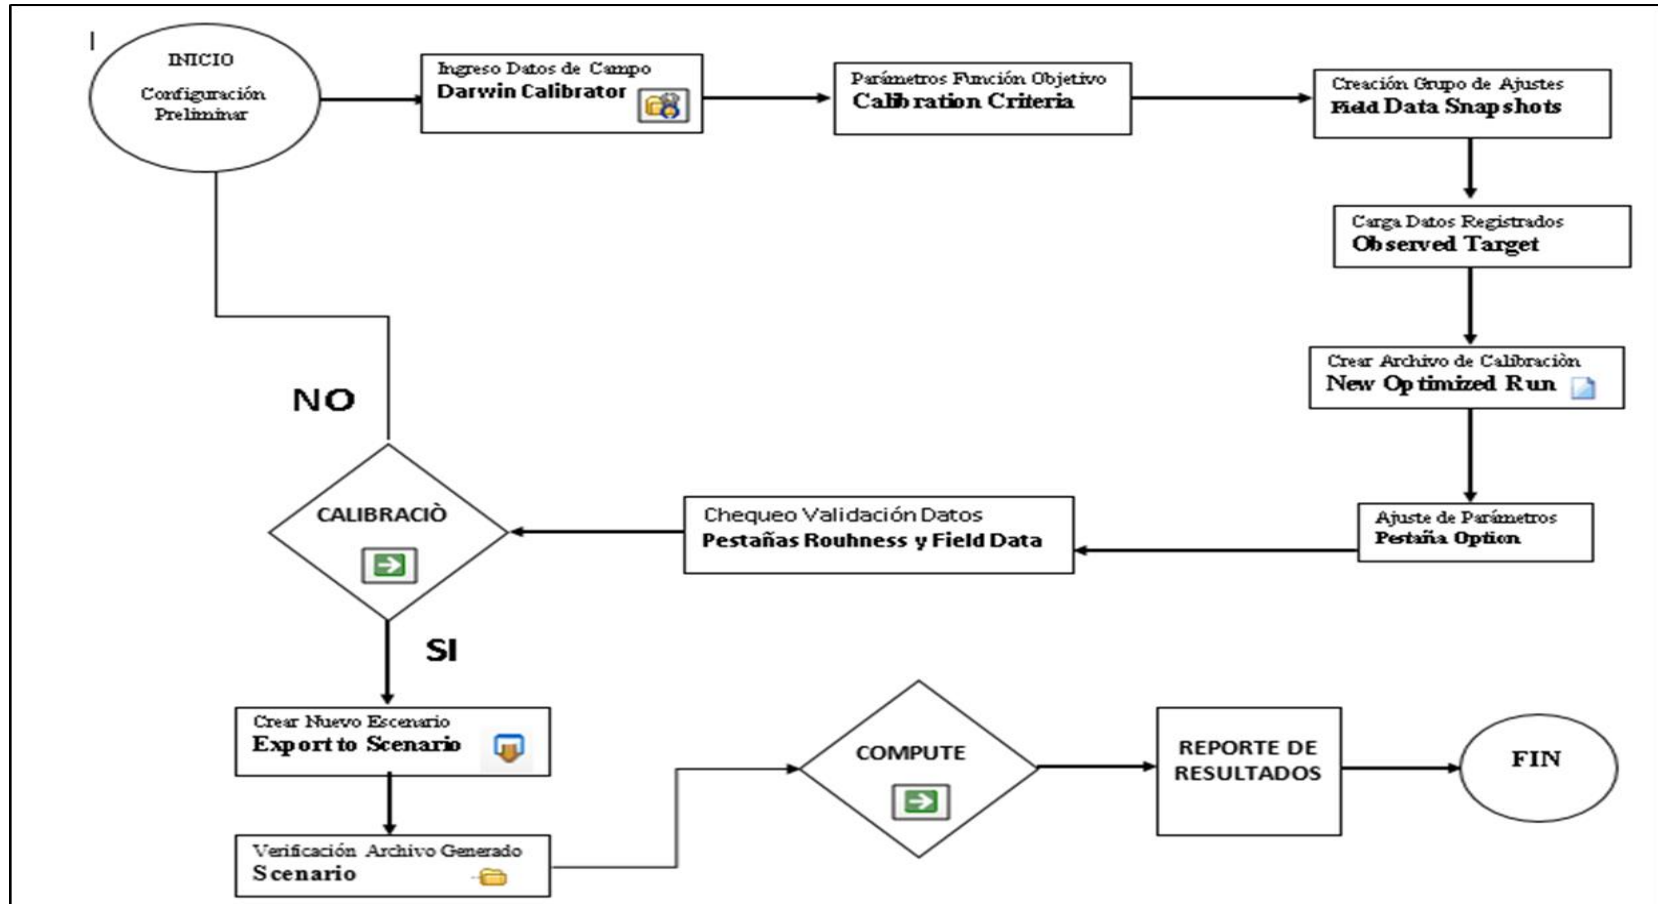 INICIO
Configuración
Preliminar
Ingreso Datos de Campo
Darwin Calibrator
Parámetros Función Objetivo
Calibration Criteria
Creación Grupo de Ajustes
Field Data Snapshots
Carga Datos Registrados
Observed Target
Crear Archivo de Calibraciòn
New Optimized Run
Ajuste de Parámetros
Pestaña Option
Chequeo Validación Datos
Pestañas Rouhness y Field Data
CALIBRACIÒ
NO
SI
Crear Nuevo Escenario
Export to Scenario
Verificación Archivo Generado
Scenario
COMPUTE
REPORTE DE
RESULTADOS
FIN